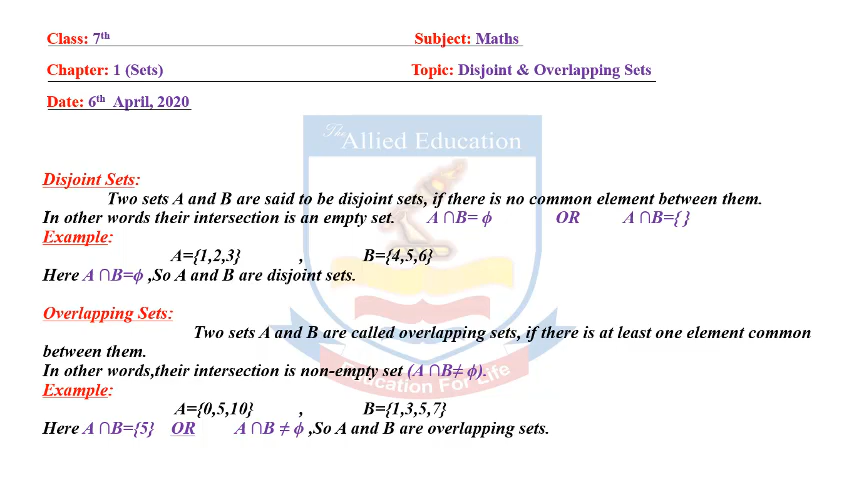 Class: 7th Subject: Maths
Chapter: 1 (Sets) Topic: Disjoint & Overlapping Sets
Date: 6th April, 2020
The Allied Education
Disjoint Sets:
Two sets A and B are said to be disjoint sets, if there is no common element between them.
In other words their intersection is an empty set. A ∩B= ϕ OR A ∩B={ }
Example:
A={1,2,3} , B={4,5,6}
Here A ∩B=ϕ ,So A and B are disjoint sets.
Overlapping Sets:
Two sets A and B are called overlapping sets, if there is at least one element common
between them.
In other words,their intersection is non-empty set (A ∩B≠ ϕ).
Education For Life
Example:
A={0,5,10} , B={1,3,5,7}
Here A ∩B={5} OR A ∩B ≠ ϕ ,So A and B are overlapping sets.